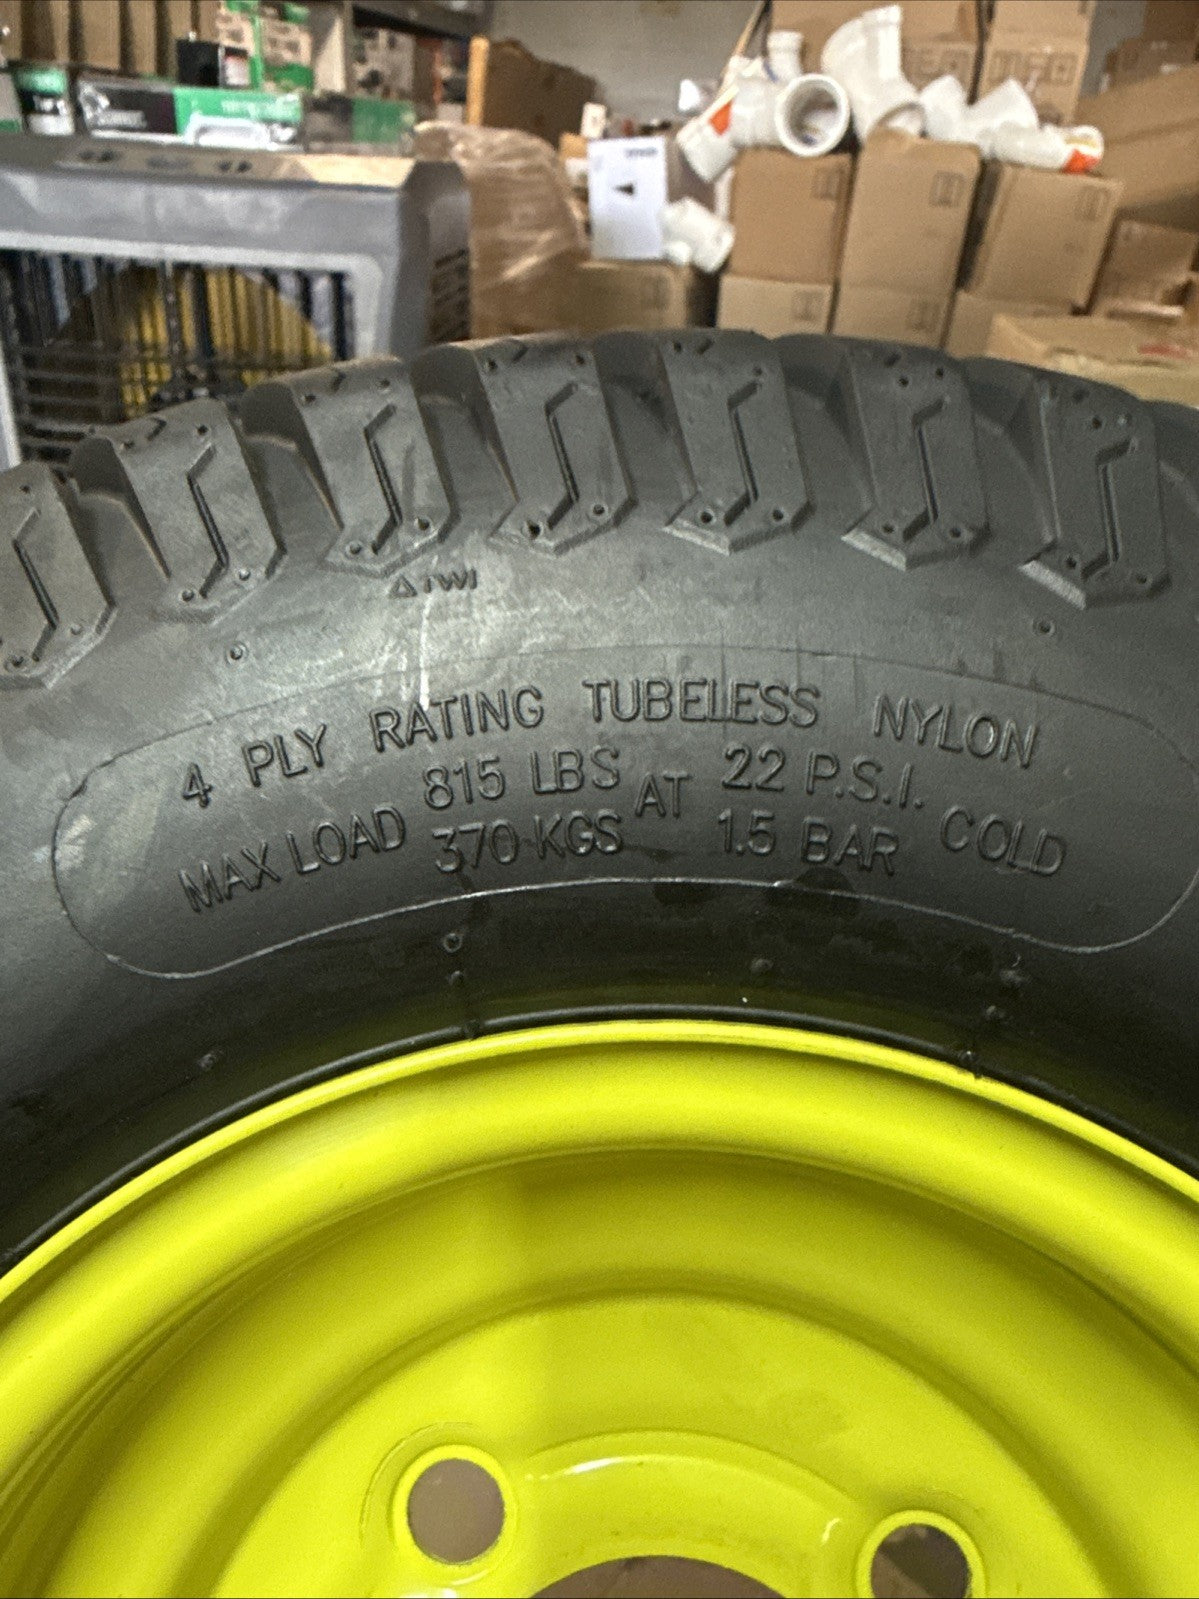 △TWI
4 PLY RATING TUBELESS NYLON
MAX LOAD 815 LBS AT 22 P.S.I. COLD
370 KGS 1.5 BAR